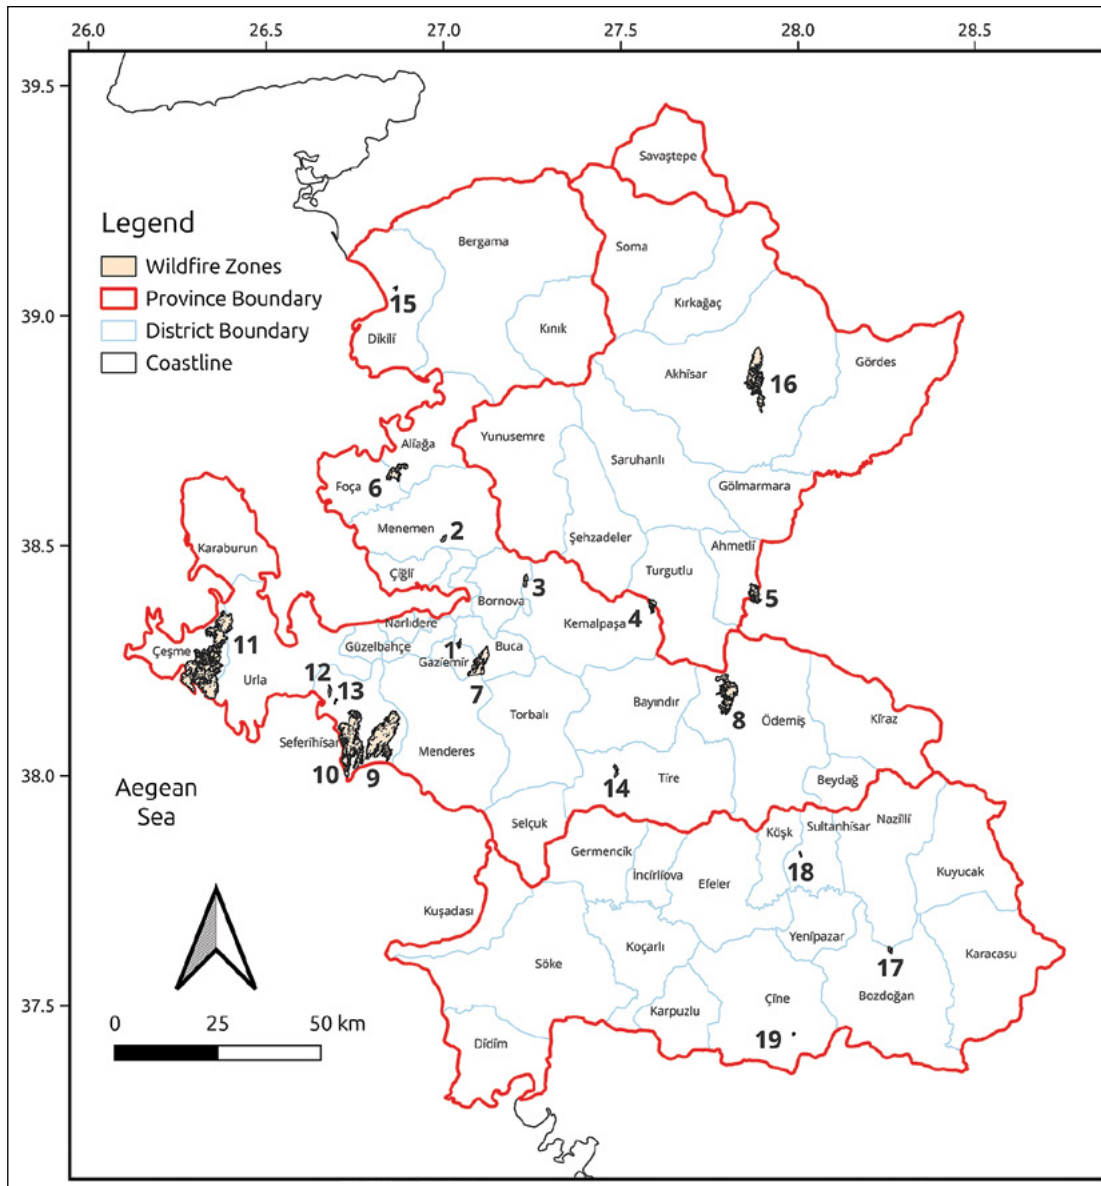 26.0 26.5 27.0 27.5 28.0 28.5
39.5
39.0
38.5
38.0
37.5
Legend
Wildfire Zones
Province Boundary
District Boundary
Coastline
Savaştepe
Bergama
Soma
Kırkağaç
15
Dikili
Kınık
Akhisar
16
Gördes
Aliağa
Yunusemre
Şaruhanlı
Gölmarmara
Foça
6
Menemen
2
Şehzadeler
Ahmetli
Karaburun
Çiğli
3
Turgutlu
Bornova
5
4
Kemalpaşa
Narlıdere
Güzelbahçe
1
Buca
Gaziemir
Çeşme
11
Urla
12
13
7
Bayındır
8
Ödemiş
Kiraz
Torbalı
Seferihisar
Menderes
10
9
14
Tire
Beydağ
Aegean
Sea
Selçuk
Köşk
Sultanhisar
Nazilli
Germencik
İncirliova
Efeler
18
Kuyucak
Kuşadası
Koçarlı
Yenipazar
Söke
17
Karacasu
Bozdoğan
Karpuzlu
Çine
19
Didim
0 25 50 km